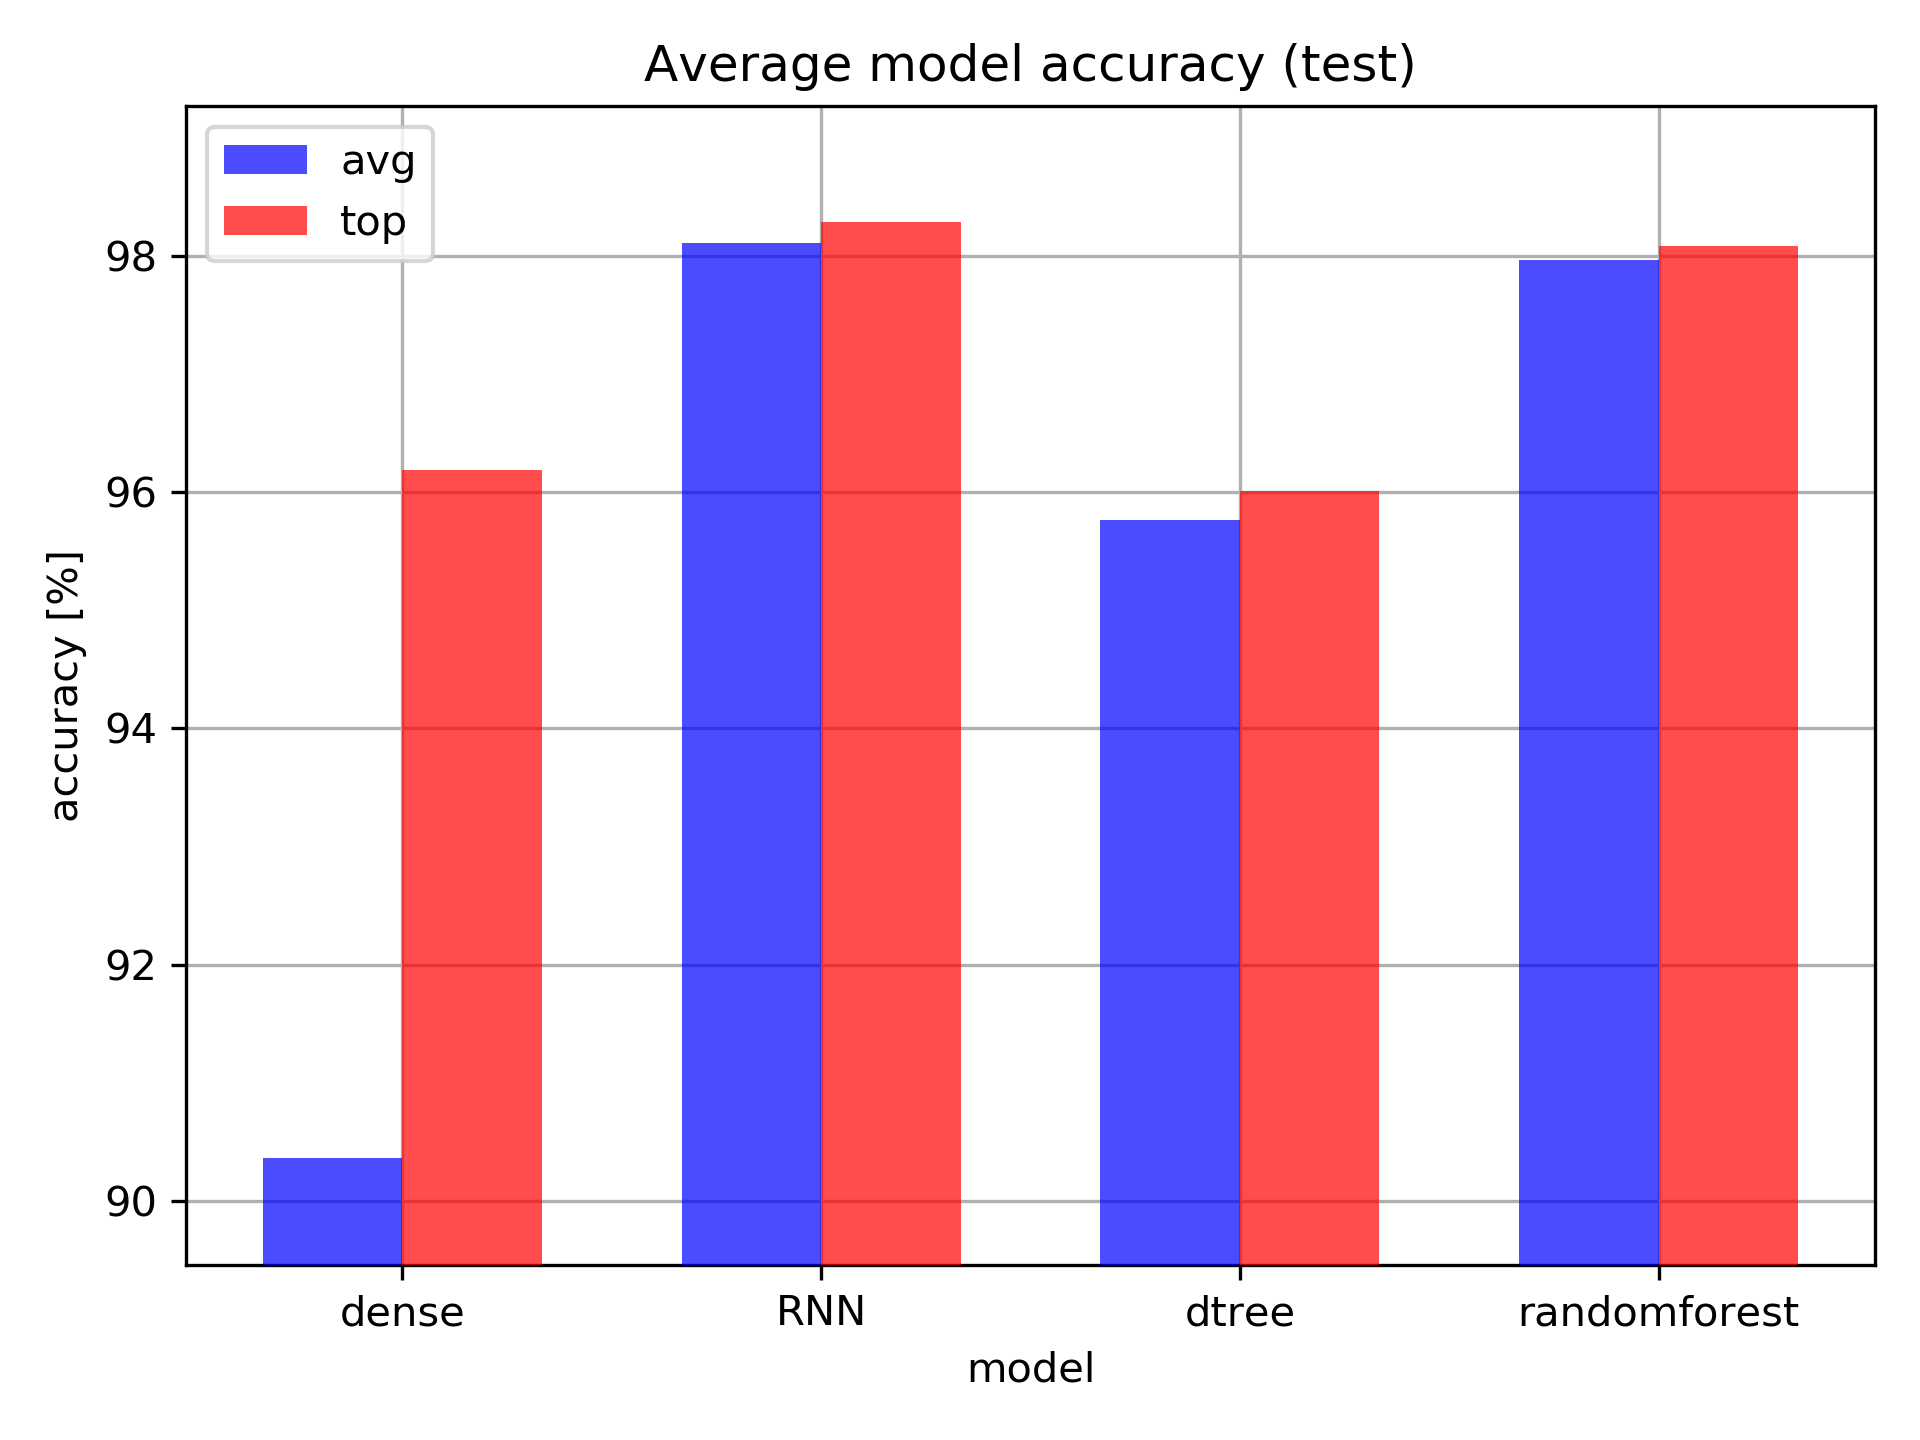 Average model accuracy (test)
avg
top
98
96
94
92
90
accuracy [%]
dense RNN dtree randomforest
model